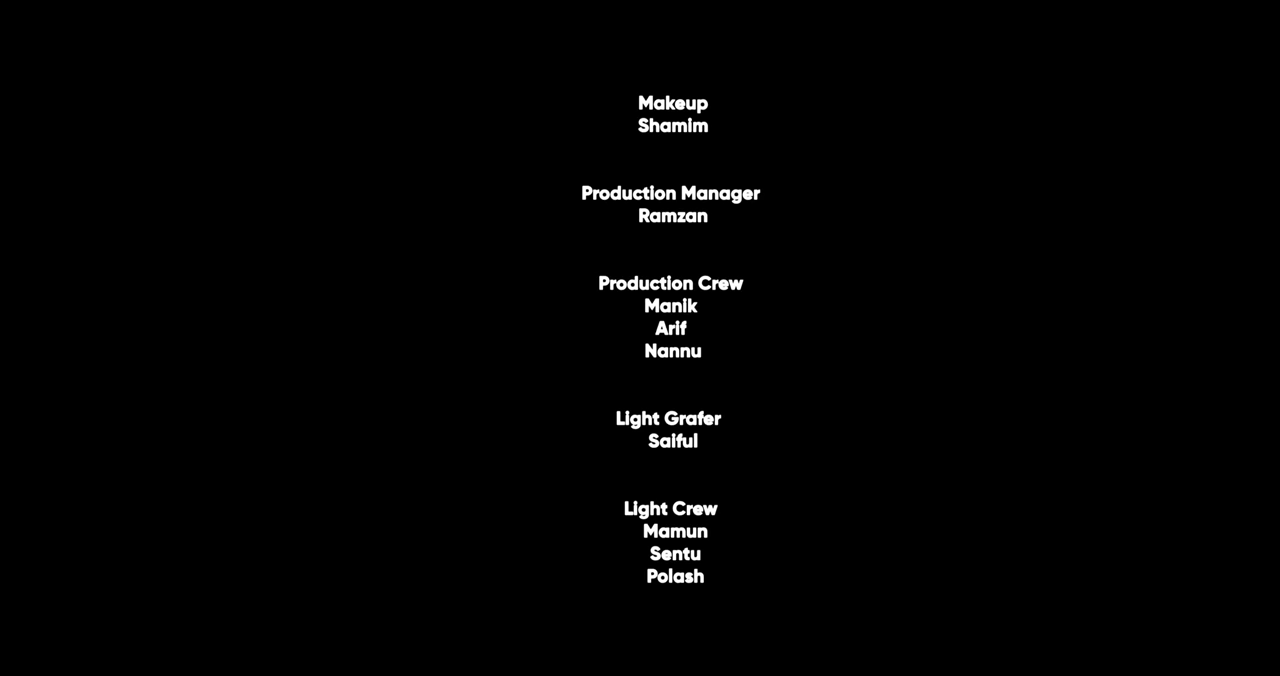 Makeup
Shamim
Production Manager
Ramzan
Production Crew
Manik
Arif
Nannu
Light Grafer
Saiful
Light Crew
Mamun
Sentu
Polash